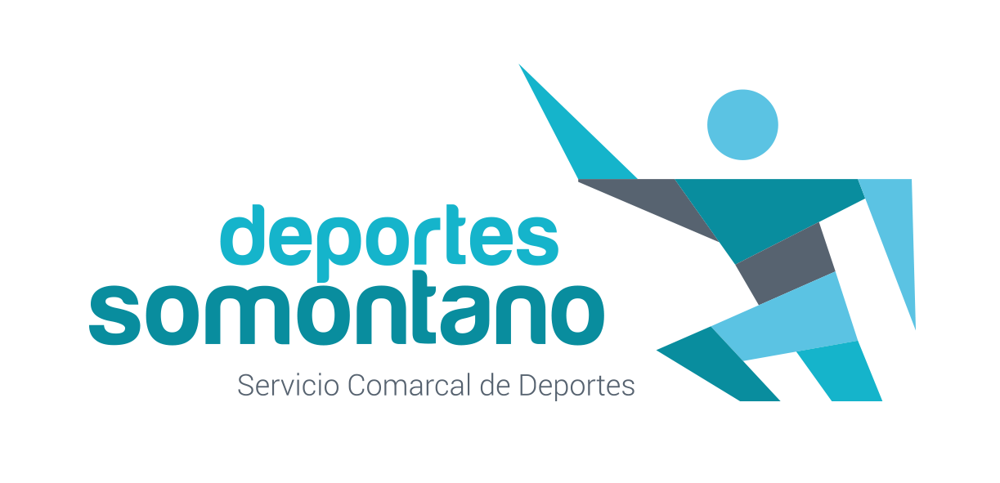 deportes
somontano
Servicio Comarcal de Deportes